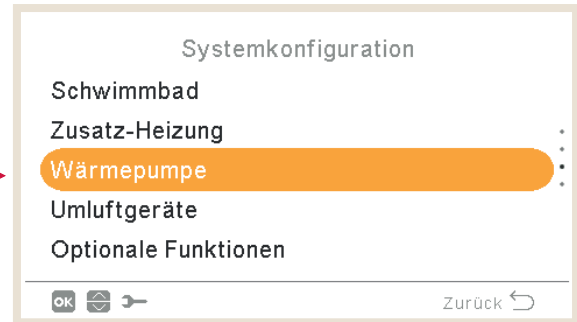 Systemkonfiguration
Schwimmbad
Zusatz-Heizung
Wärmepumpe
Umluftgeräte
Optionale Funktionen
OK Zurück